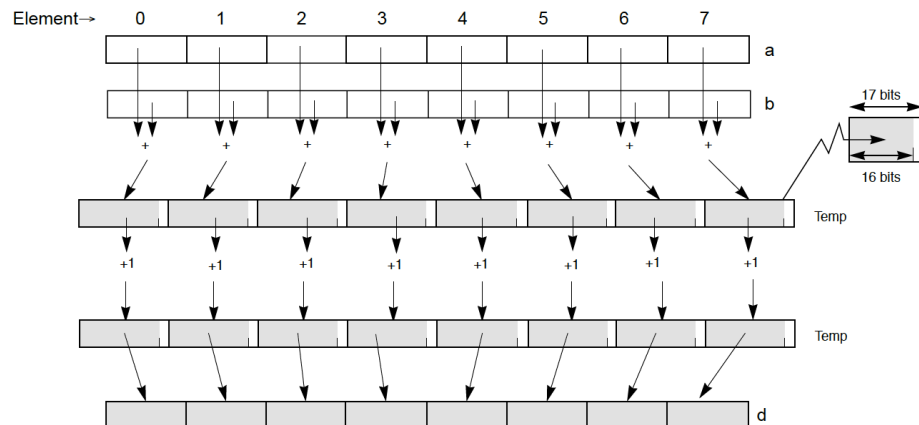 Element→ 0 1 2 3 4 5 6 7
a
b
17 bits
+ + + + + + + +
16 bits
Temp
+1 +1 +1 +1 +1 +1 +1 +1
Temp
d